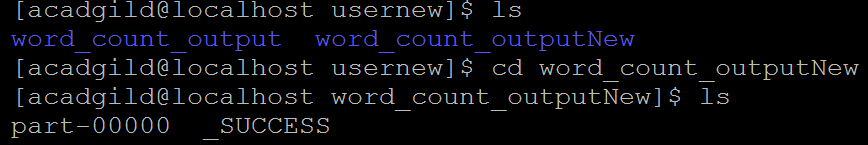 [acadgild@localhost usernew]$ ls
word_count_output  word_count_outputNew
[acadgild@localhost usernew]$ cd word_count_outputNew
[acadgild@localhost word_count_outputNew]$ ls
part-00000  _SUCCESS